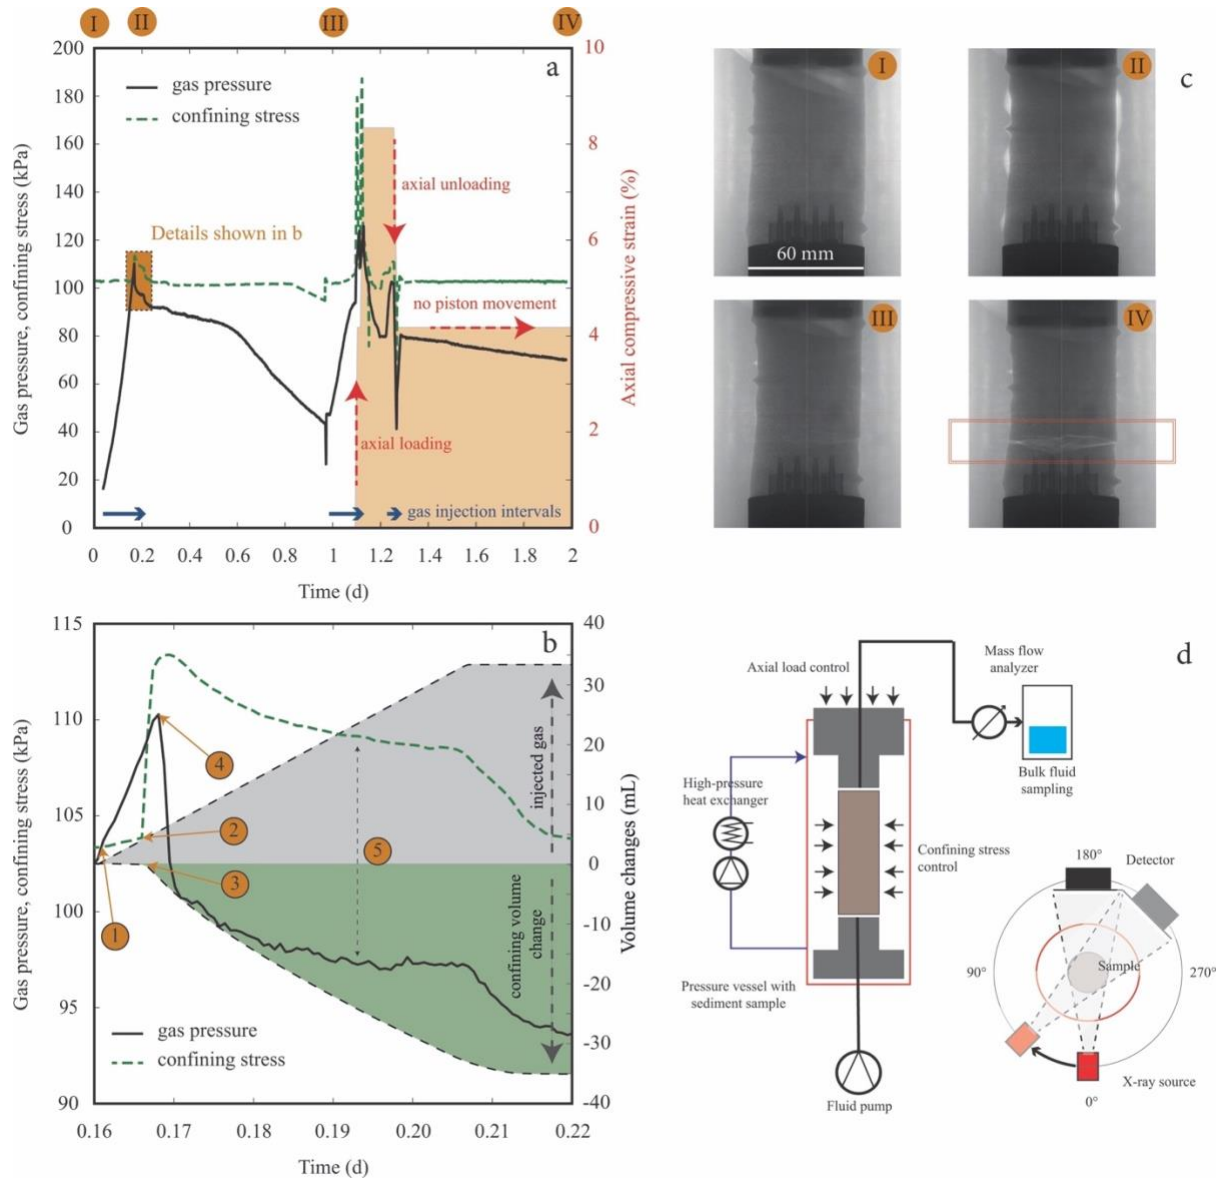 I
II
III
IV
a
200
180
160
140
120
100
80
60
40
20
0
Gas pressure, confining stress (kPa)
gas pressure
confining stress
Details shown in b
axial unloading
no piston movement
axial loading
gas injection intervals
10
8
6
4
2
0
Axial compressive strain (%)
0
0.2
0.4
0.6
0.8
1
1.2
1.4
1.6
1.8
2
Time (d)
c
I
II
60 mm
III
IV
b
115
110
105
100
95
90
Gas pressure, confining stress (kPa)
1
2
3
4
5
injected gas
confining volume
change
gas pressure
confining stress
40
30
20
10
0
-10
-20
-30
-40
Volume changes (mL)
0.16
0.17
0.18
0.19
0.20
0.21
0.22
Time (d)
d
Axial load control
Mass flow
analyzer
Bulk fluid
sampling
High-pressure
heat exchanger
Confining stress
control
Pressure vessel with
sediment sample
Fluid pump
180°
Detector
90°
Sample
270°
X-ray source
0°